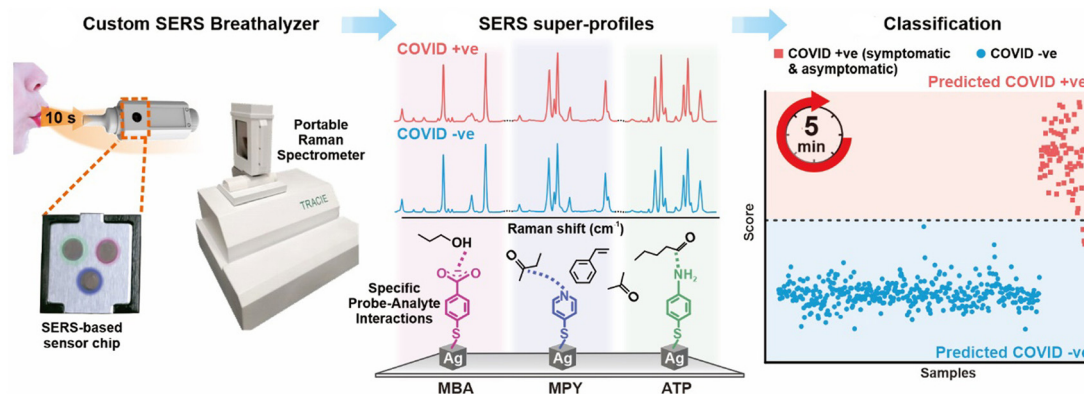 Custom SERS Breathalyzer
SERS super-profiles
Classification
10 s
Portable
Raman
Spectrometer
TRACIE
SERS-based
sensor chip
COVID +ve
COVID -ve
Raman shift (cm⁻¹)
OH
O
O
S
Ag
MBA
Specific
Probe-Analyte
Interactions
O
N
S
Ag
MPY
O
O
NH₂
S
Ag
ATP
COVID +ve (symptomatic
& asymptomatic)
COVID -ve
Predicted COVID +ve
5
min
Score
Predicted COVID -ve
Samples